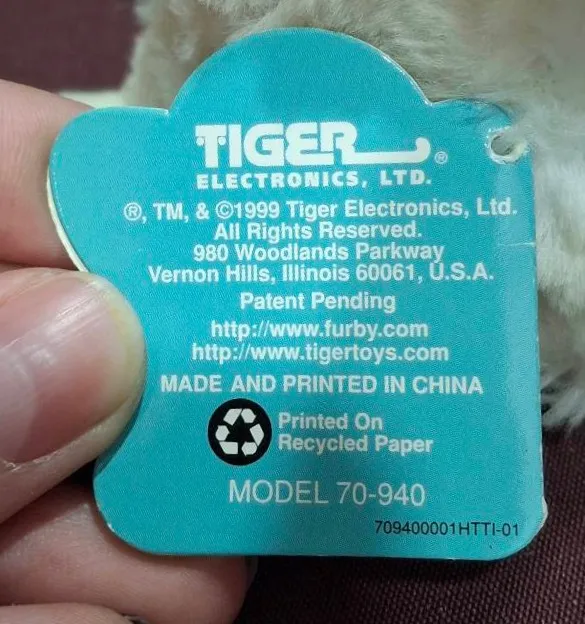 TIGER®
ELECTRONICS, LTD.
®, TM, & ©1999 Tiger Electronics, Ltd.
All Rights Reserved.
980 Woodlands Parkway
Vernon Hills, Illinois 60061, U.S.A.
Patent Pending
http://www.furby.com
http://www.tigertoys.com
MADE AND PRINTED IN CHINA
Printed On
Recycled Paper
MODEL 70-940
709400001HTTI-01